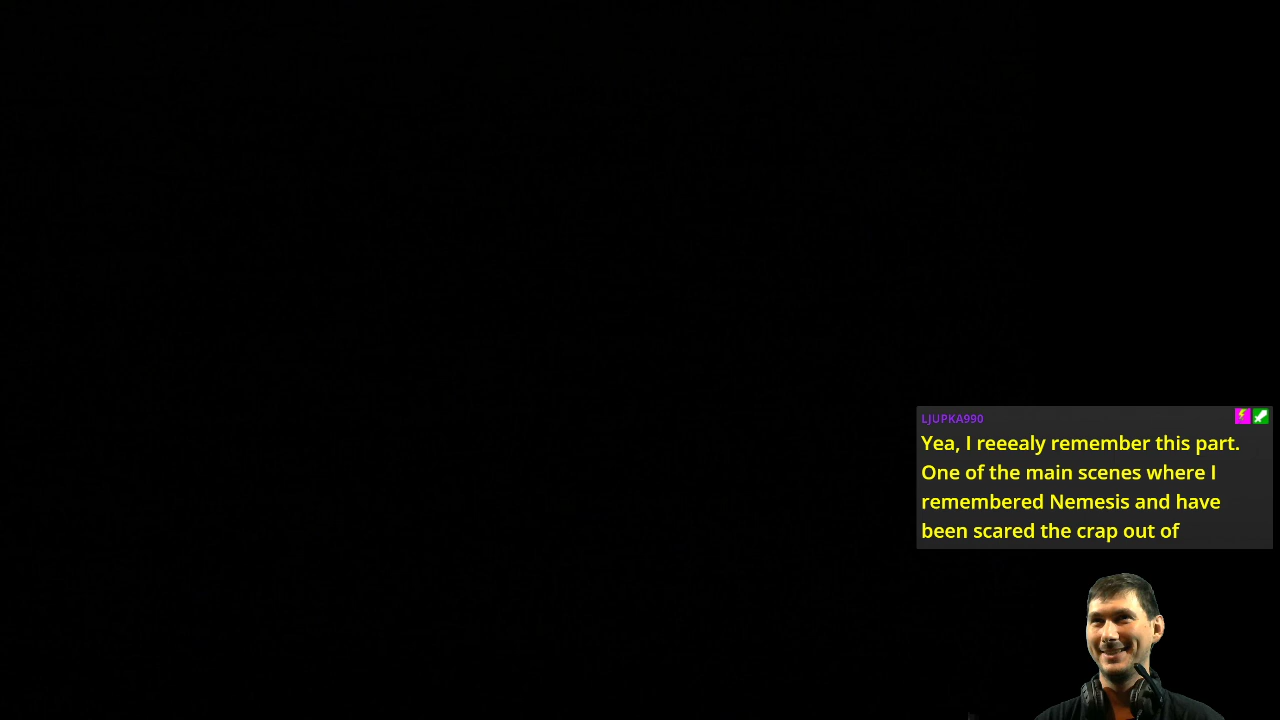 LJUPKA990
Yea, I reeealy remember this part.
One of the main scenes where I
remembered Nemesis and have
been scared the crap out of